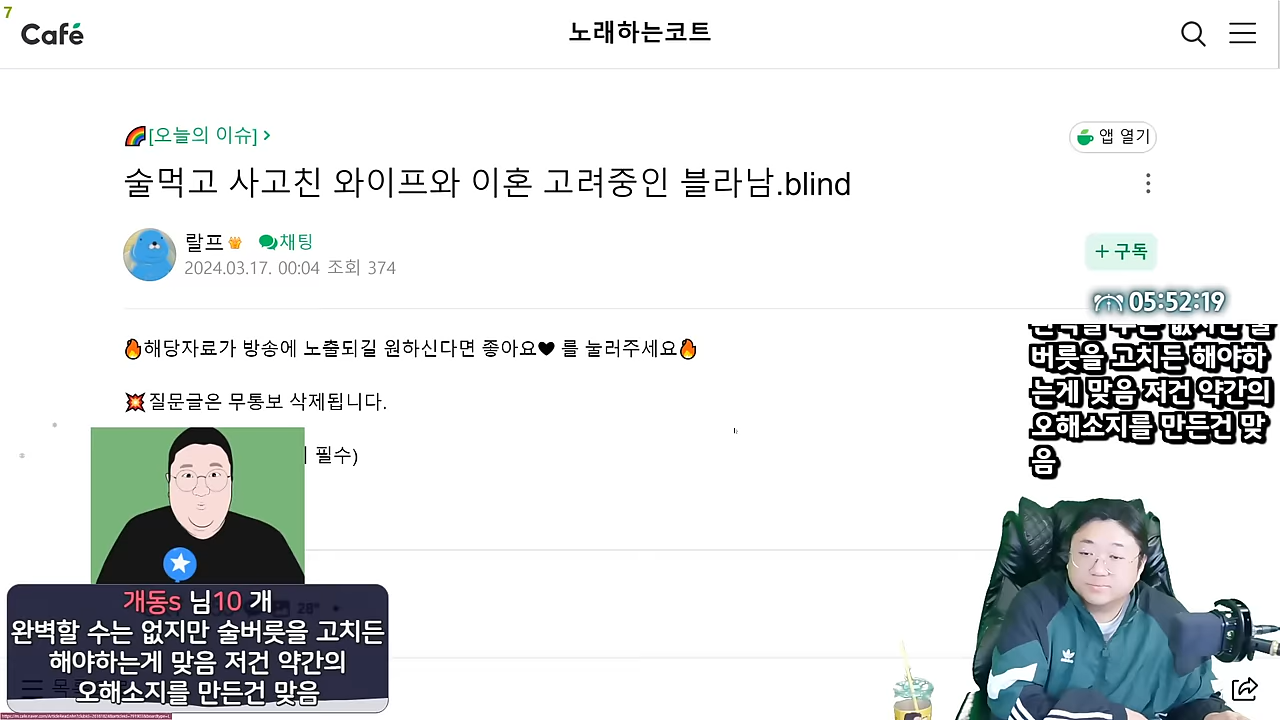 7
Café
노래하는코트
[오늘의 이슈]
앱 열기
술먹고 사고친 와이프와 이혼 고려중인 블라남.blind
랄프
채팅
2024.03.17. 00:04 조회 374
+ 구독
05:52:19
🔥해당자료가 방송에 노출되길 원하신다면 좋아요♥ 를 눌러주세요🔥
💥질문글은 무통보 삭제됩니다.
필수)
버릇을 고치든 해야하
는게 맞음 저건 약간의
오해소지를 만든건 맞
음
개동s 님10 개
완벽할 수는 없지만 술버릇을 고치든
해야하는게 맞음 저건 약간의
오해소지를 만든건 맞음